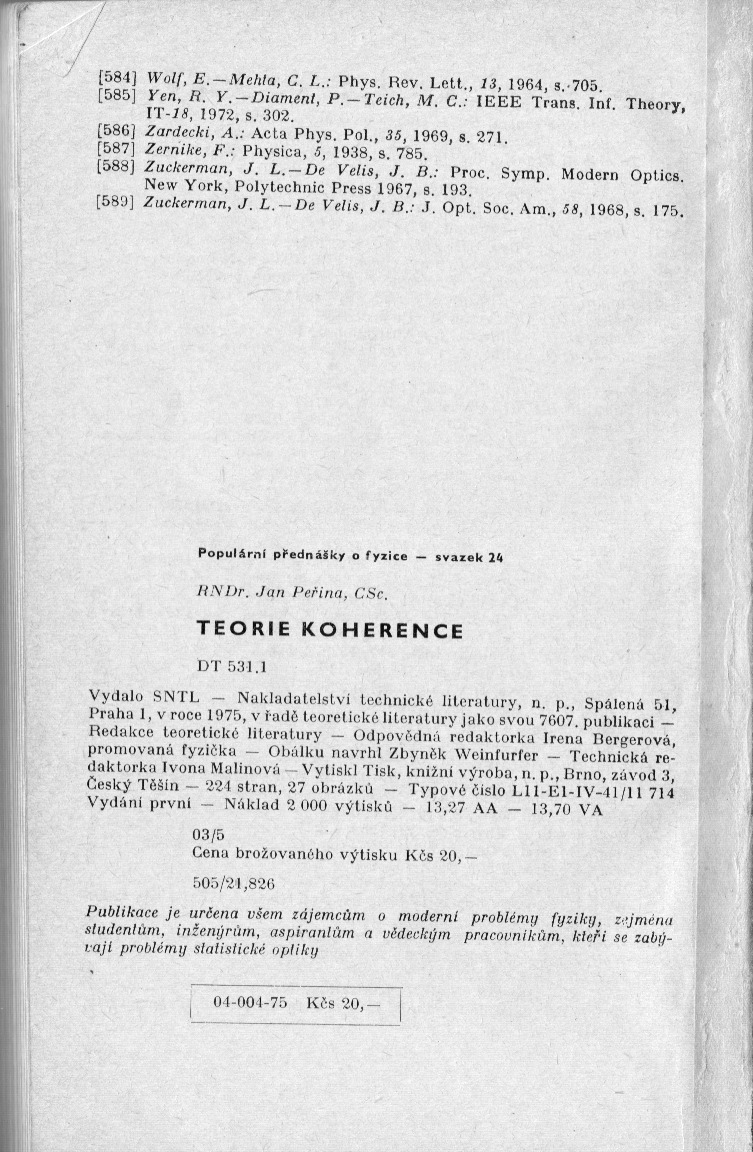 [584] Wolf, E.—Mehta, C. L.: Phys. Rev. Lett., 13, 1964, s. 705.
[585] Yen, R. Y.—Diament, P.—Teich, M. C.: IEEE Trans. Inf. Theory,
IT-18, 1972, s. 302.
[586] Zardecki, A.: Acta Phys. Pol., 35, 1969, s. 271.
[587] Zernike, F.: Physica, 5, 1938, s. 785.
[588] Zuckerman, J. L.—De Velis, J. B.: Proc. Symp. Modern Optics.
New York, Polytechnic Press 1967, s. 193.
[589] Zuckerman, J. L.—De Velis, J. B.: J. Opt. Soc. Am., 58, 1968, s. 175.
Populární přednášky o fyzice — svazek 24
RNDr. Jan Peřina, CSc.
TEORIE KOHERENCE
DT 531.1
Vydalo SNTL — Nakladatelství technické literatury, n. p., Spálená 51,
Praha 1, v roce 1975, v řadě teoretické literatury jako svou 7607. publikaci —
Redakce teoretické literatury — Odpovědná redaktorka Irena Bergerová,
promovaná fyzička — Obálku navrhl Zbyněk Weinfurfer — Technická re-
daktorka Ivona Malinová — Vytiskl Tisk, knižní výroba, n. p., Brno, závod 3,
Český Těšín — 224 stran, 27 obrázků — Typové číslo L11-E1-IV-41/11 714
Vydání první — Náklad 2 000 výtisků — 13,27 AA — 13,70 VA
03/5
Cena brožovaného výtisku Kčs 20,—
505/21,826
Publikace je určena všem zájemcům o moderní problémy fyziky, zejména
studentům, inženýrům, aspirantům a vědeckým pracovníkům, kteří se zabý-
vají problémy statistické optiky
04-004-75 Kčs 20,—